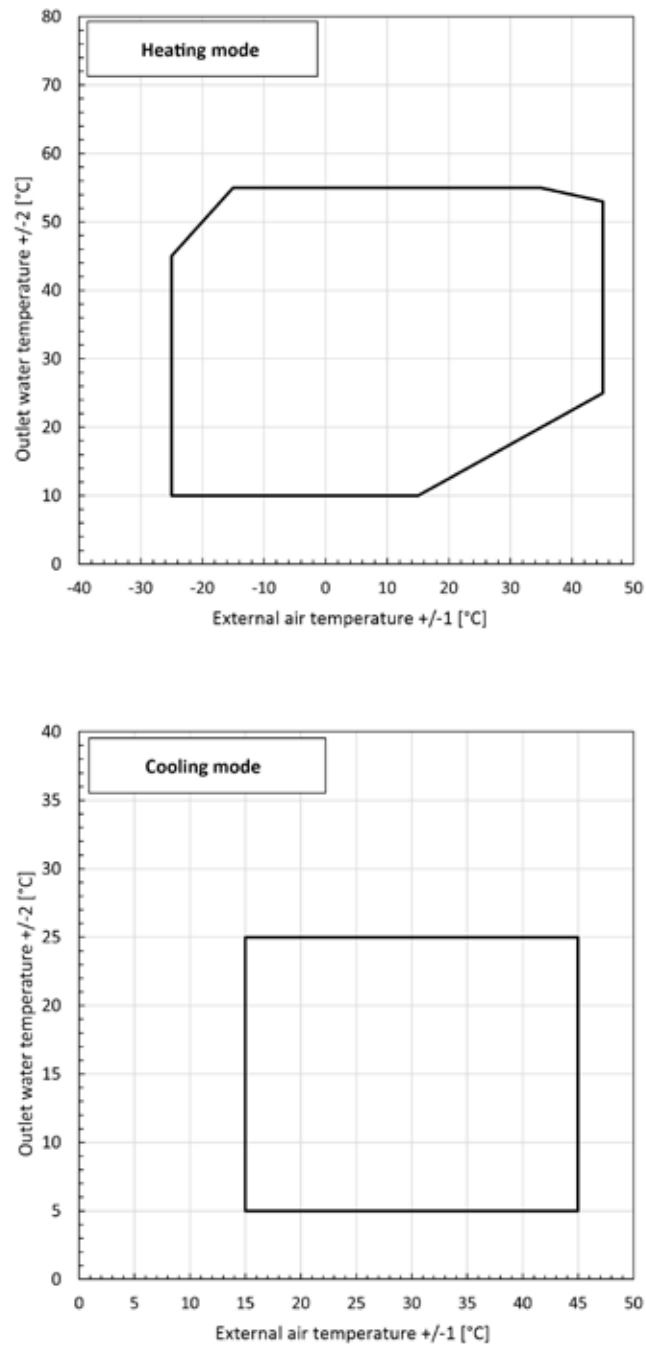 Heating mode
Outlet water temperature +/-2 [°C]
80
70
60
50
40
30
20
10
0
-40 -30 -20 -10 0 10 20 30 40 50
External air temperature +/-1 [°C]
Cooling mode
Outlet water temperature +/-2 [°C]
40
35
30
25
20
15
10
5
0
0 5 10 15 20 25 30 35 40 45 50
External air temperature +/-1 [°C]